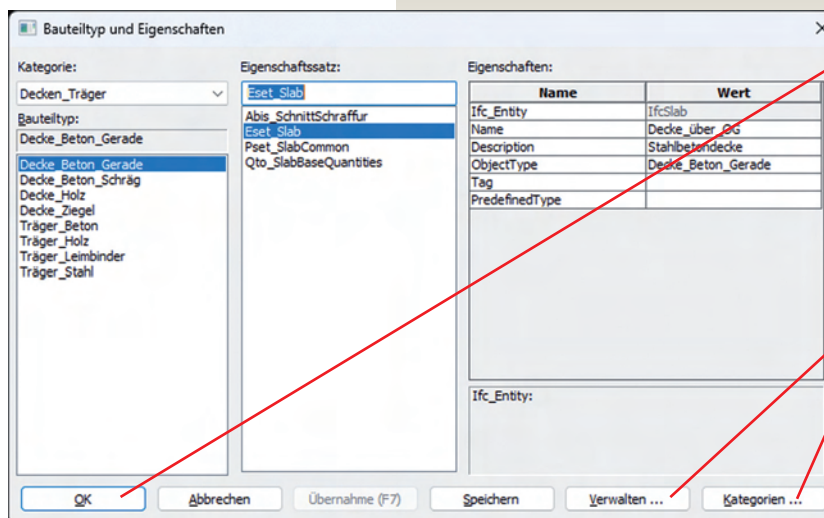 Bauteiltyp und Eigenschaften
Kategorie:
Decken_Träger
Bauteiltyp:
Decke_Beton_Gerade
Decke_Beton_Gerade
Decke_Beton_Schräg
Decke_Holz
Decke_Ziegel
Träger_Beton
Träger_Holz
Träger_Leimbinder
Träger_Stahl
Eigenschaftssatz:
Eset_Slab
Abis_SchnittSchraffur
Eset_Slab
Pset_SlabCommon
Qto_SlabBaseQuantities
Eigenschaften:
Name Wert
Ifc_Entity IfcSlab
Name Decke_über_OG
Description Stahlbetondecke
ObjectType Decke_Beton_Gerade
Tag
PredefinedType
Ifc_Entity:
OK Abbrechen Übernahme (F7) Speichern Verwalten ... Kategorien ...